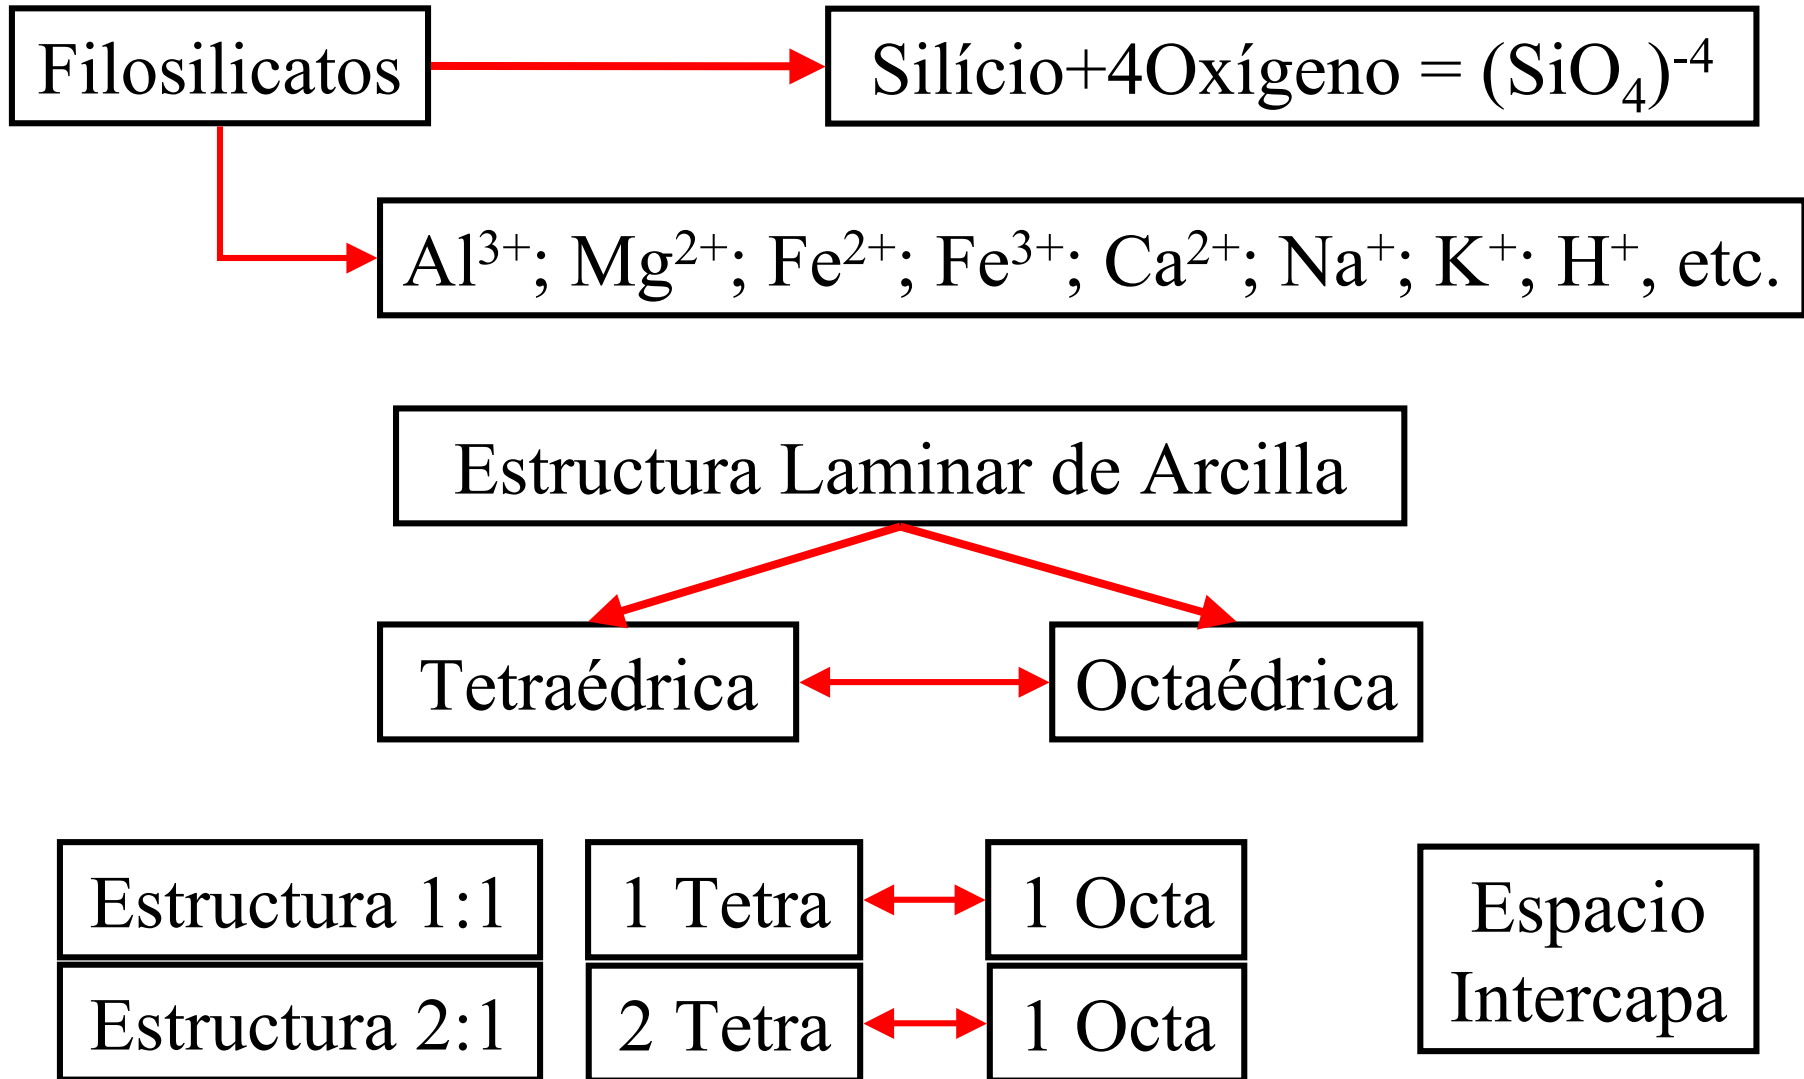 Filosilicatos
Silício+4Oxígeno = (SiO₄)⁻⁴
Al³⁺; Mg²⁺; Fe²⁺; Fe³⁺; Ca²⁺; Na⁺; K⁺; H⁺, etc.
Estructura Laminar de Arcilla
Tetraédrica
Octaédrica
Estructura 1:1
1 Tetra
1 Octa
Estructura 2:1
2 Tetra
1 Octa
Espacio
Intercapa